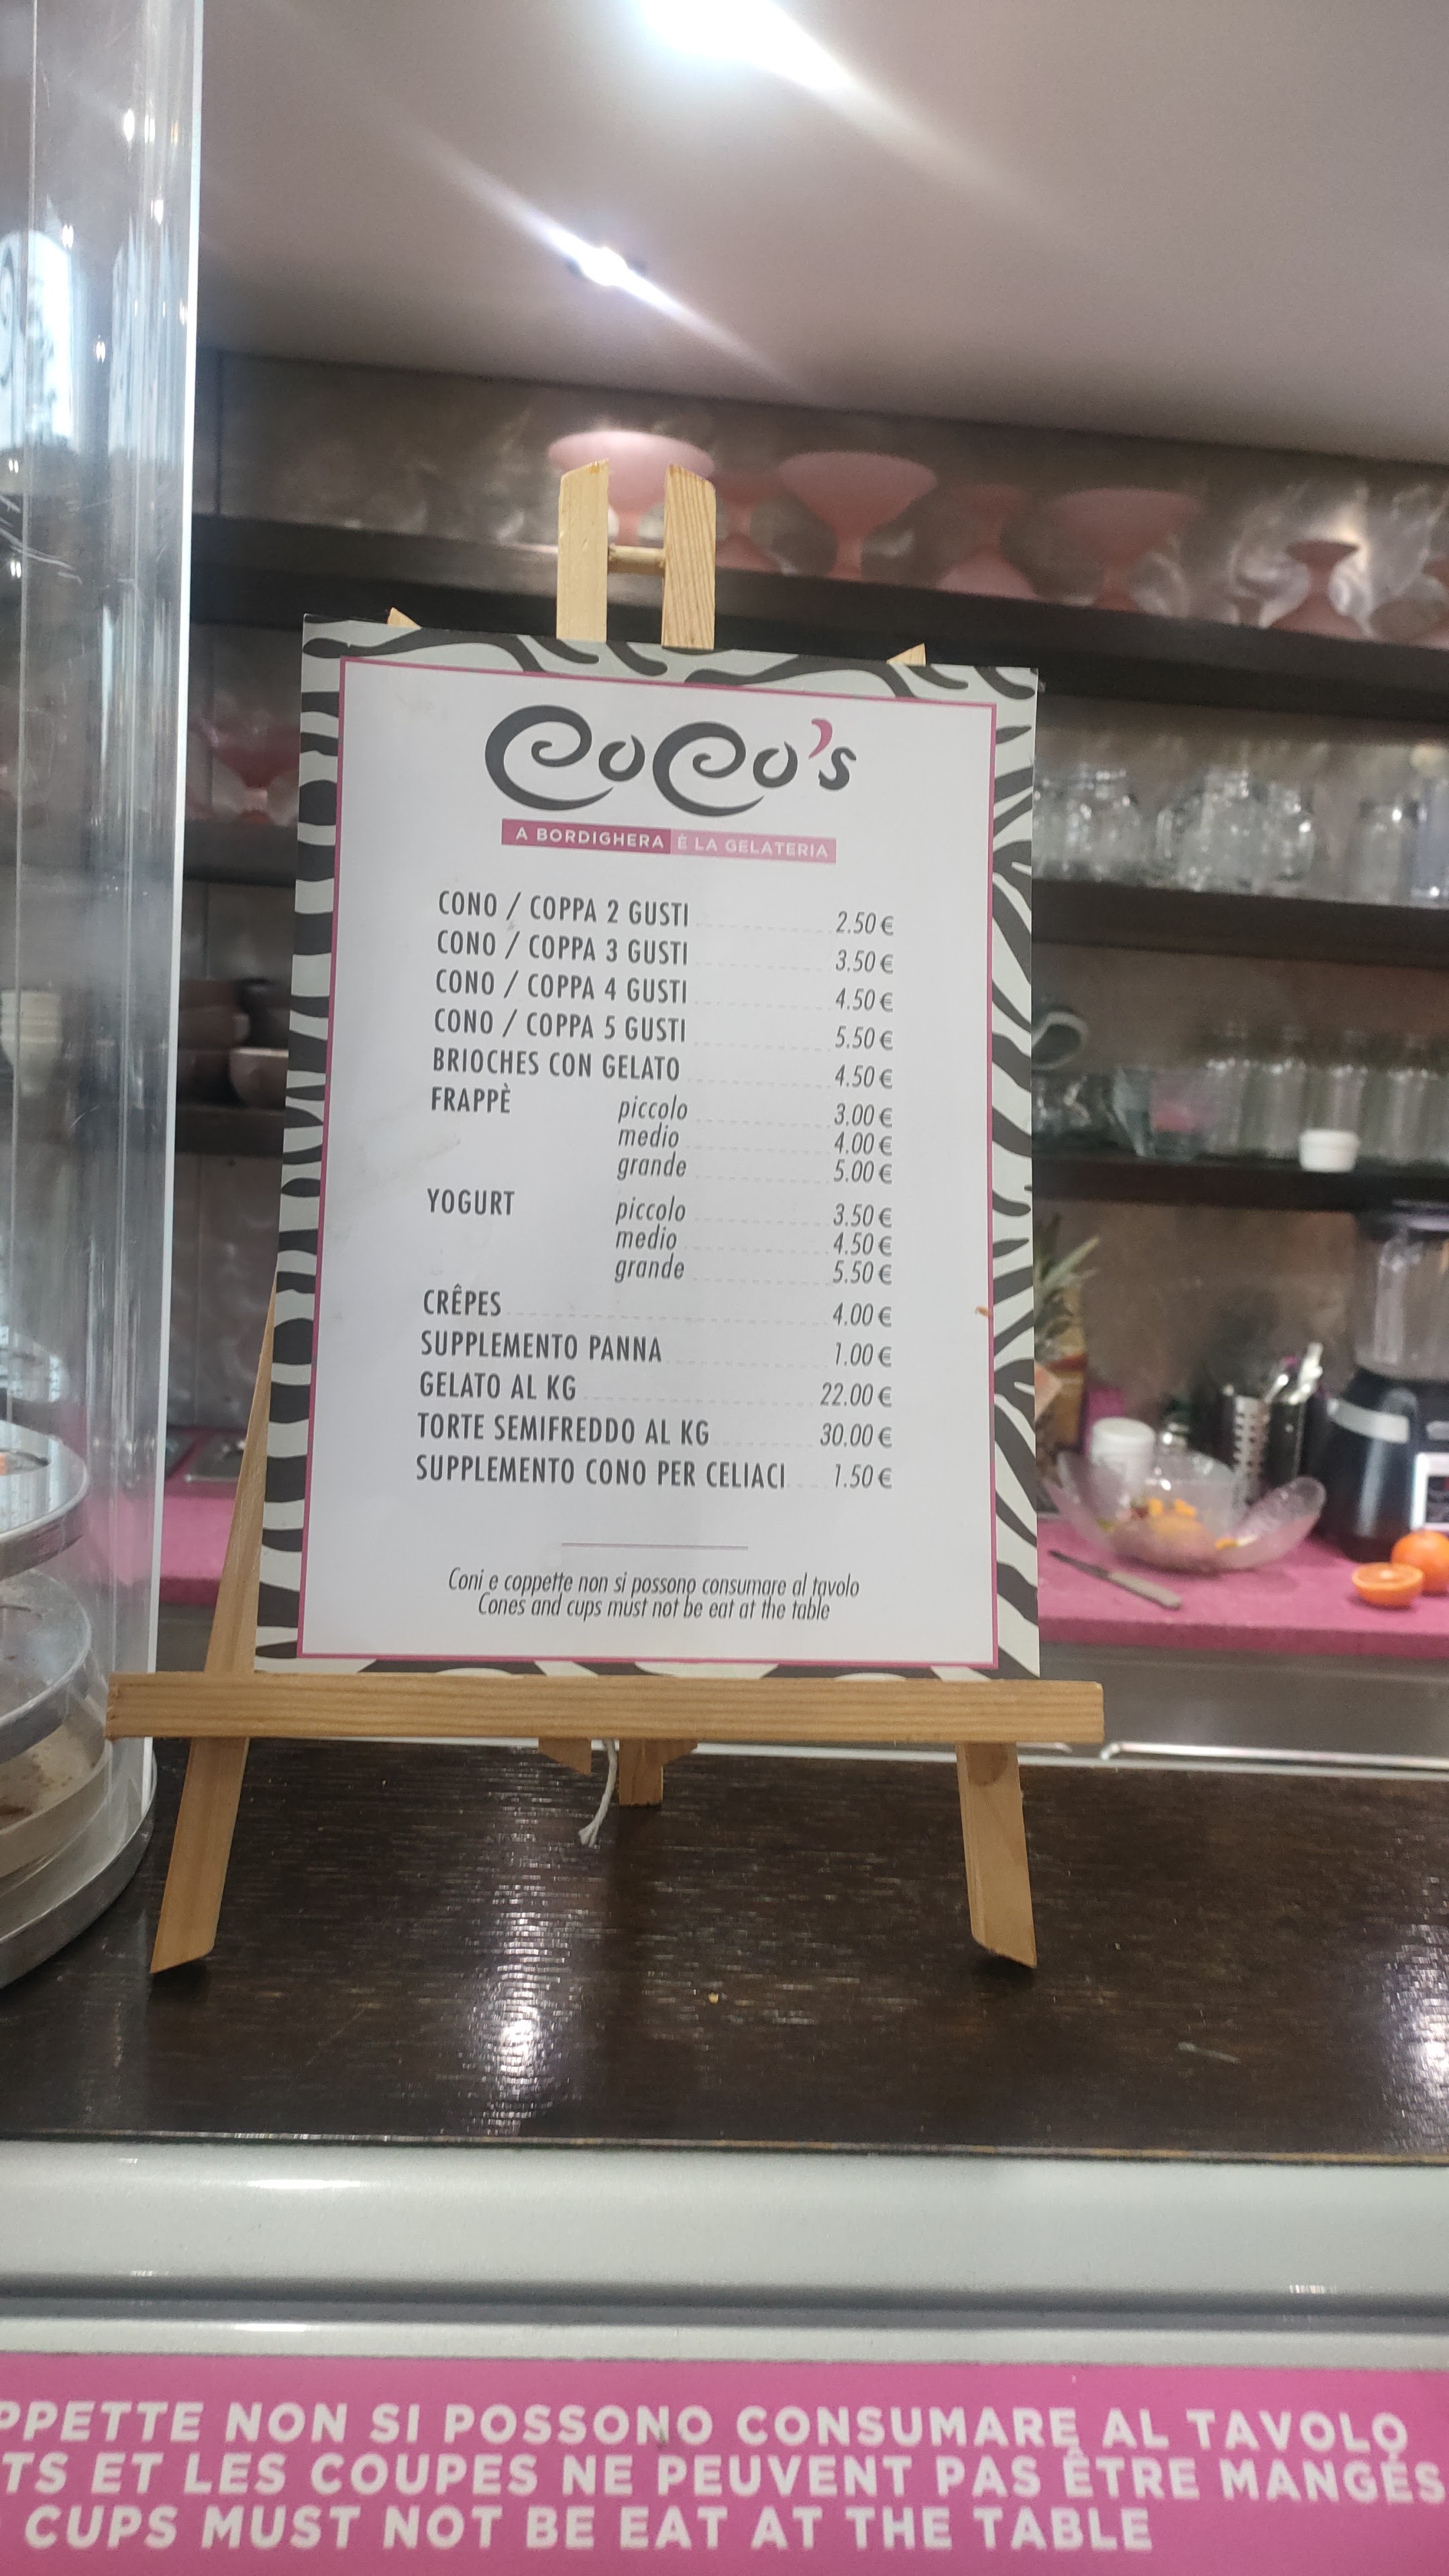 CoCo's
A BORDIGHERA È LA GELATERIA
CONO / COPPA 2 GUSTI 2.50 €
CONO / COPPA 3 GUSTI 3.50 €
CONO / COPPA 4 GUSTI 4.50 €
CONO / COPPA 5 GUSTI 5.50 €
BRIOCHES CON GELATO 4.50 €
FRAPPÈ piccolo 3.00 €
medio 4.00 €
grande 5.00 €
YOGURT piccolo 3.50 €
medio 4.50 €
grande 5.50 €
CRÊPES 4.00 €
SUPPLEMENTO PANNA 1.00 €
GELATO AL KG 22.00 €
TORTE SEMIFREDDO AL KG 30.00 €
SUPPLEMENTO CONO PER CELIACI 1.50 €
Coni e coppette non si possono consumare al tavolo
Cones and cups must not be eat at the table
PPETTE NON SI POSSONO CONSUMARE AL TAVOLO
TS ET LES COUPES NE PEUVENT PAS ÊTRE MANGÉS
CUPS MUST NOT BE EAT AT THE TABLE